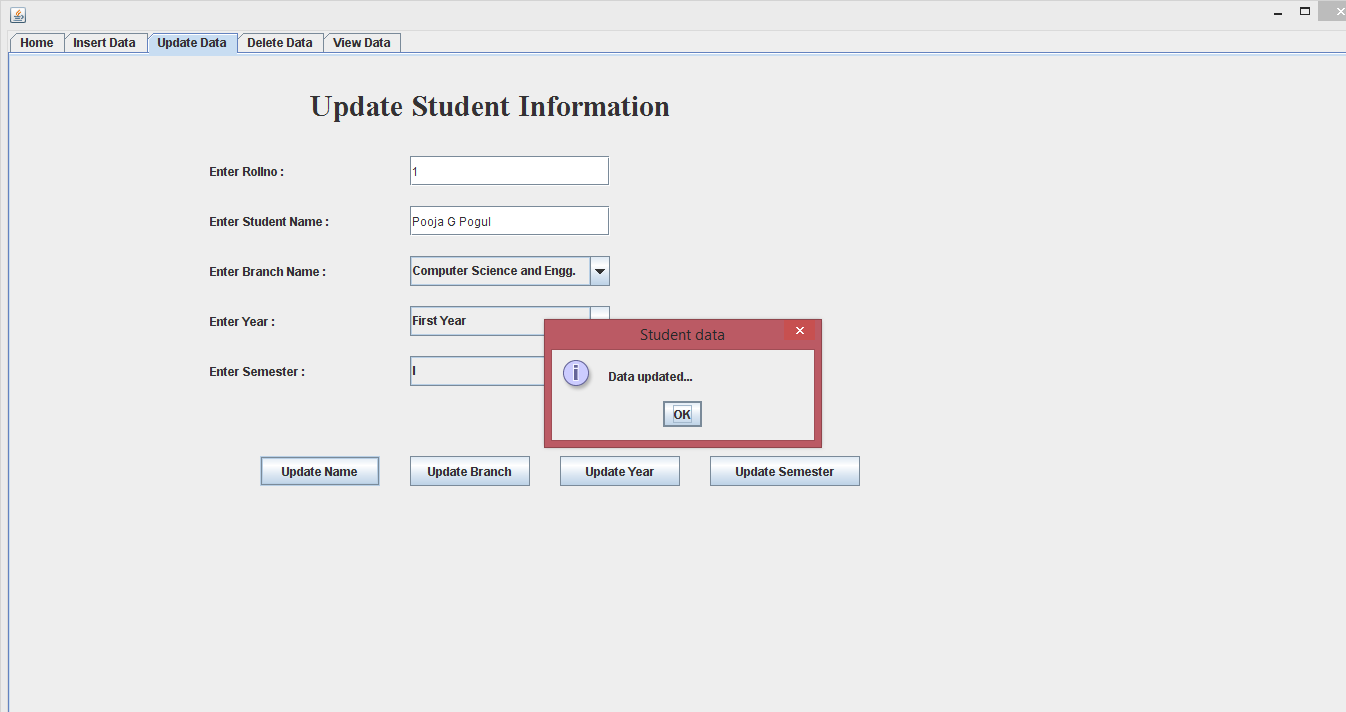 Home Insert Data Update Data Delete Data View Data
Update Student Information
Enter Rollno : 1
Enter Student Name : Pooja G Pogul
Enter Branch Name : Computer Science and Engg.
Enter Year : First Year
Enter Semester : I
Student data
i Data updated...
OK
Update Name Update Branch Update Year Update Semester